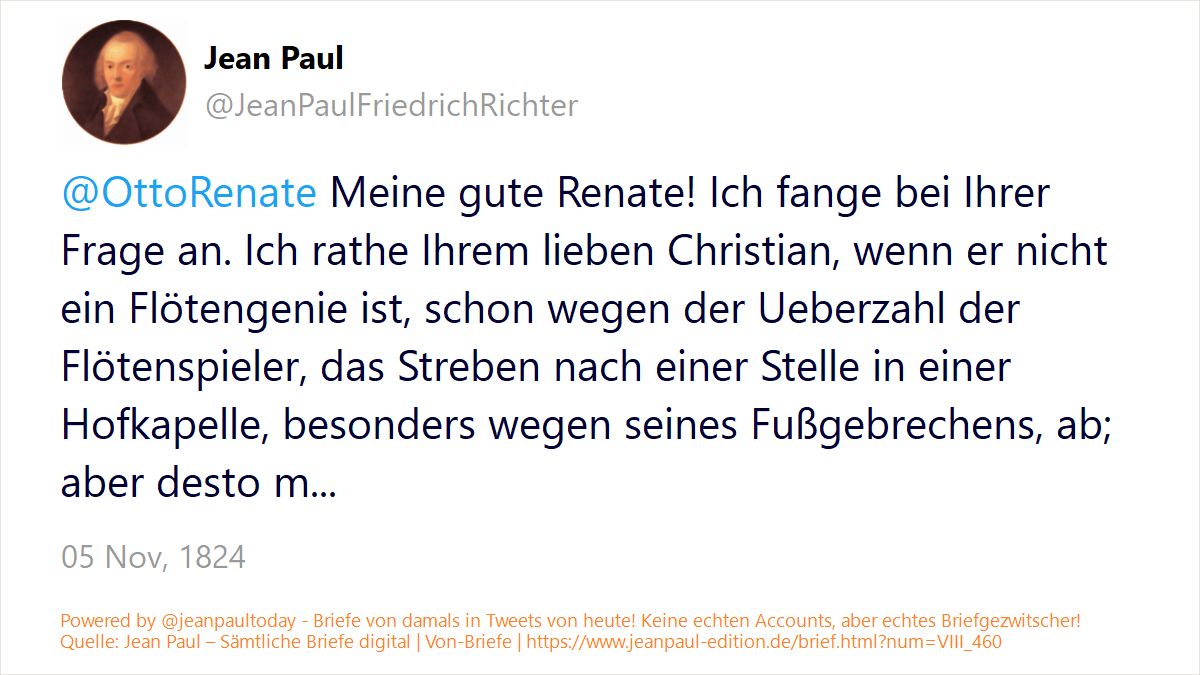 Jean Paul
@JeanPaulFriedrichRichter
@OttoRenate Meine gute Renate! Ich fange bei Ihrer
Frage an. Ich rathe Ihrem lieben Christian, wenn er nicht
ein Flötengenie ist, schon wegen der Ueberzahl der
Flötenspieler, das Streben nach einer Stelle in einer
Hofkapelle, besonders wegen seines Fußgebrechens, ab;
aber desto m...
05 Nov, 1824
Powered by @jeanpaultoday - Briefe von damals in Tweets von heute! Keine echten Accounts, aber echtes Briefgezwitscher!
Quelle: Jean Paul – Sämtliche Briefe digital | Von-Briefe | https://www.jeanpaul-edition.de/brief.html?num=VIII_460